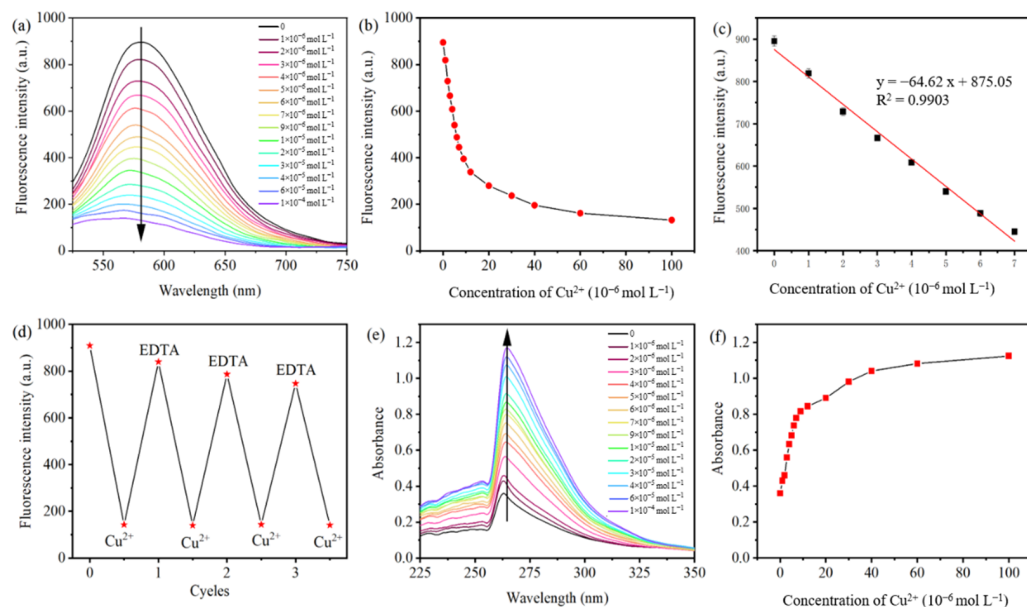 (a)
1000
800
600
400
200
0
Fluorescence intensity (a.u.)
550
600
650
700
750
Wavelength (nm)
0
1×10⁻⁶ mol L⁻¹
2×10⁻⁶ mol L⁻¹
3×10⁻⁶ mol L⁻¹
4×10⁻⁶ mol L⁻¹
5×10⁻⁶ mol L⁻¹
6×10⁻⁶ mol L⁻¹
7×10⁻⁶ mol L⁻¹
9×10⁻⁶ mol L⁻¹
1×10⁻⁵ mol L⁻¹
2×10⁻⁵ mol L⁻¹
3×10⁻⁵ mol L⁻¹
4×10⁻⁵ mol L⁻¹
6×10⁻⁵ mol L⁻¹
1×10⁻⁴ mol L⁻¹
(b)
1000
800
600
400
200
0
Fluorescence intensity (a.u.)
0
20
40
60
80
100
Concentration of Cu²⁺ (10⁻⁶ mol L⁻¹)
(c)
900
800
700
600
500
400
Fluorescence intensity (a.u.)
y = −64.62 x + 875.05
R² = 0.9903
0
1
2
3
4
5
6
7
Concentration of Cu²⁺ (10⁻⁶ mol L⁻¹)
(d)
1000
800
600
400
200
0
Fluorescence intensity (a.u.)
EDTA
EDTA
EDTA
Cu²⁺
Cu²⁺
Cu²⁺
Cu²⁺
0
1
2
3
Cyeles
(e)
1.2
1.0
0.8
0.6
0.4
0.2
0.0
Absorbance
225
250
275
300
325
350
Wavelength (nm)
0
1×10⁻⁶ mol L⁻¹
2×10⁻⁶ mol L⁻¹
3×10⁻⁶ mol L⁻¹
4×10⁻⁶ mol L⁻¹
5×10⁻⁶ mol L⁻¹
6×10⁻⁶ mol L⁻¹
7×10⁻⁶ mol L⁻¹
9×10⁻⁶ mol L⁻¹
1×10⁻⁵ mol L⁻¹
2×10⁻⁵ mol L⁻¹
3×10⁻⁵ mol L⁻¹
4×10⁻⁵ mol L⁻¹
6×10⁻⁵ mol L⁻¹
1×10⁻⁴ mol L⁻¹
(f)
1.2
1.0
0.8
0.6
0.4
0.2
0.0
Absorbance
0
20
40
60
80
100
Concentration of Cu²⁺ (10⁻⁶ mol L⁻¹)